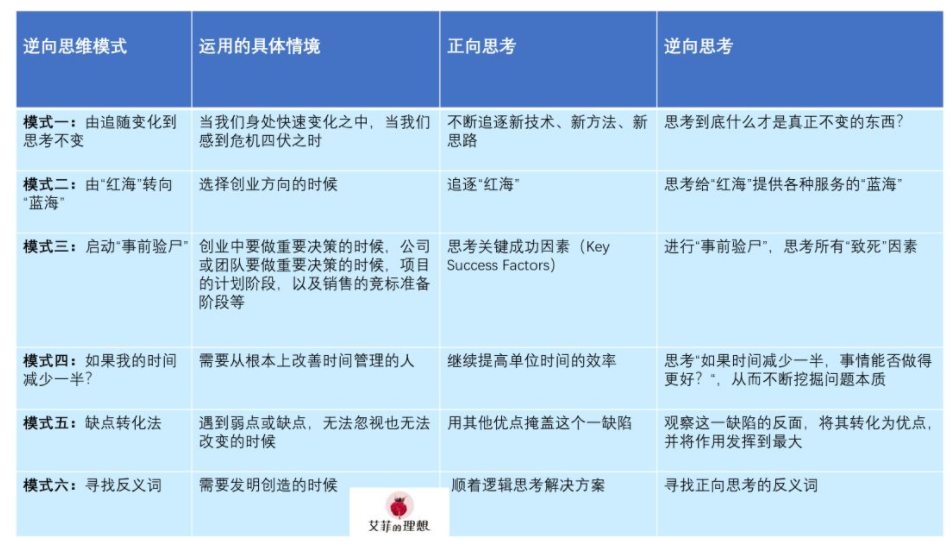 逆向思维模式
运用的具体情境
正向思考
逆向思考
模式一：由追随变化到
思考不变
当我们身处快速变化之中，当我们
感到危机四伏之时
不断追逐新技术、新方法、新
思路
思考到底什么才是真正不变的东西？
模式二：由“红海”转向
“蓝海”
选择创业方向的时候
追逐“红海”
思考给“红海”提供各种服务的“蓝海”
模式三：启动“事前验尸”
创业中要做重要决策的时候，公司
或团队要做重要决策的时候，项目
的计划阶段，以及销售的竞标准备
阶段等
思考关键成功因素（Key
Success Factors）
进行“事前验尸”，思考所有“致死”因素
模式四：如果我的时间
减少一半？
需要从根本上改善时间管理的人
继续提高单位时间的效率
思考“如果时间减少一半，事情能否做得
更好？“，从而不断挖掘问题本质
模式五：缺点转化法
遇到弱点或缺点，无法忽视也无法
改变的时候
用其他优点掩盖这个一缺陷
观察这一缺陷的反面，将其转化为优点，
并将作用发挥到最大
模式六：寻找反义词
需要发明创造的时候
顺着逻辑思考解决方案
寻找正向思考的反义词
艾菲的理想